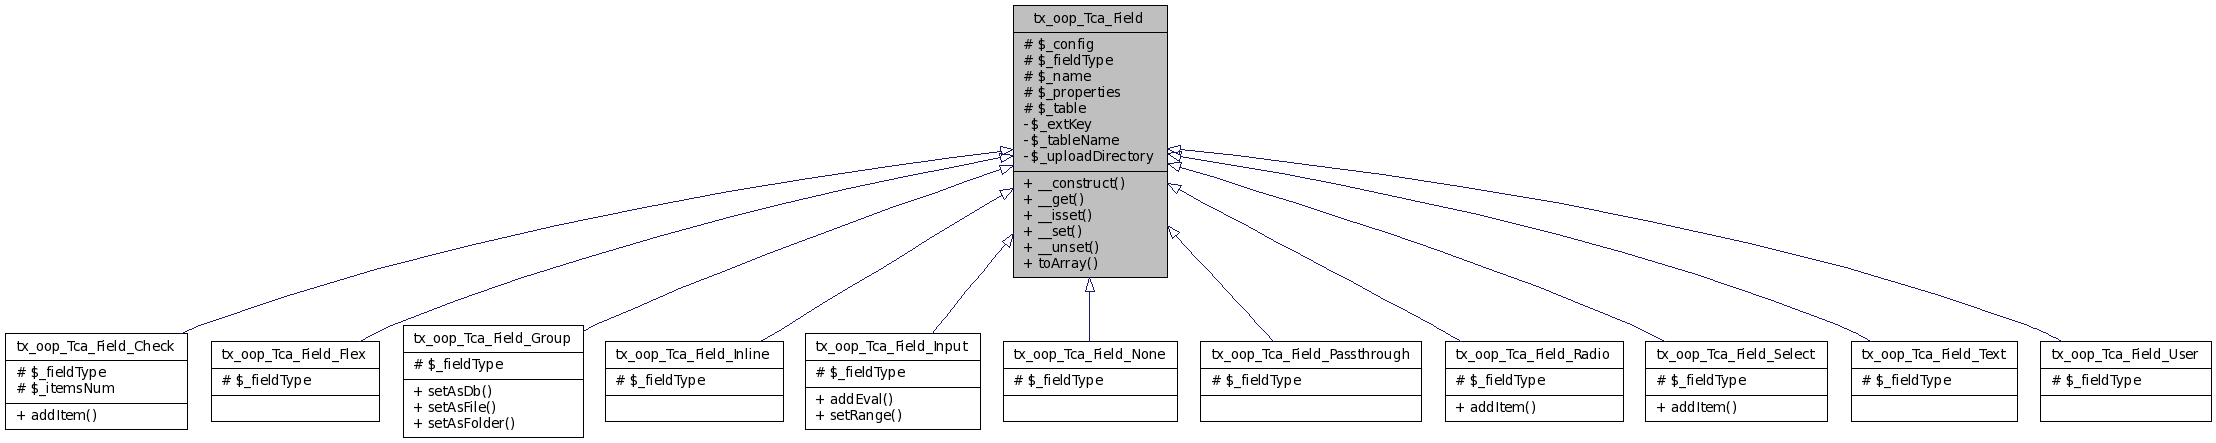 tx_oop_Tca_Field
# $_config
# $_fieldType
# $_name
# $_properties
# $_table
- $_extKey
- $_tableName
- $_uploadDirectory
+ __construct()
+ __get()
+ __isset()
+ __set()
+ __unset()
+ toArray()
tx_oop_Tca_Field_Check
# $_fieldType
# $_itemsNum
+ addItem()
tx_oop_Tca_Field_Flex
# $_fieldType
tx_oop_Tca_Field_Group
# $_fieldType
+ setAsDb()
+ setAsFile()
+ setAsFolder()
tx_oop_Tca_Field_Inline
# $_fieldType
tx_oop_Tca_Field_Input
# $_fieldType
+ addEval()
+ setRange()
tx_oop_Tca_Field_None
# $_fieldType
tx_oop_Tca_Field_Passthrough
# $_fieldType
tx_oop_Tca_Field_Radio
# $_fieldType
+ addItem()
tx_oop_Tca_Field_Select
# $_fieldType
+ addItem()
tx_oop_Tca_Field_Text
# $_fieldType
tx_oop_Tca_Field_User
# $_fieldType